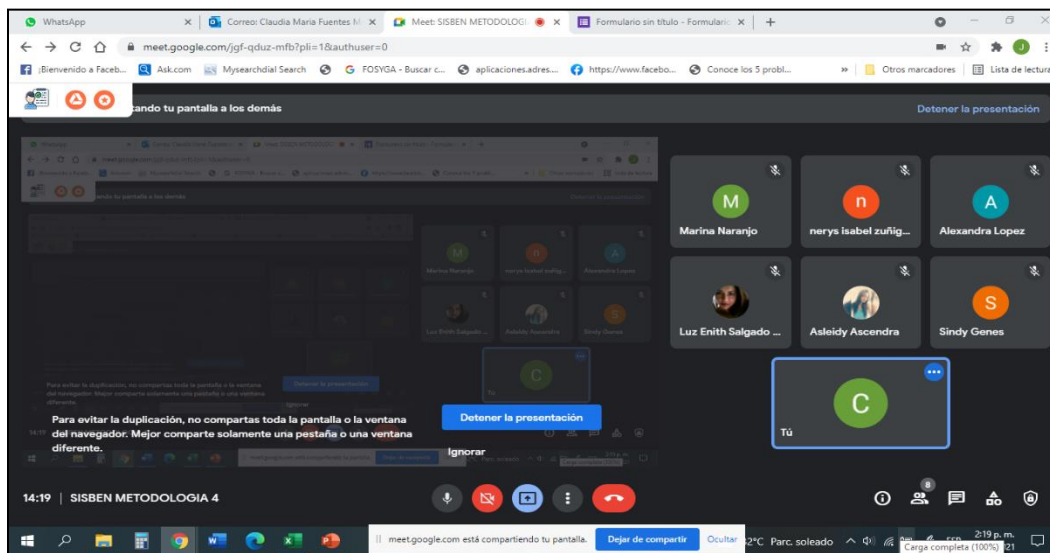 WhatsApp
Correo: Claudia Maria Fuentes M
Meet: SISBEN METODOLOGI
Formulario sin título - Formulario
meet.google.com/jgf-qduz-mfb?pli=1&authuser=0
¡Bienvenido a Faceb...
Ask.com
Mysearchdial Search
FOSYGA - Buscar c...
aplicaciones.adres....
https://www.facebo...
Conoce los 5 probl...
»
Otros marcadores
Lista de lectura
tando tu pantalla a los demás
Detener la presentación
M
Marina Naranjo
n
nerys isabel zuñig...
A
Alexandra Lopez
Luz Enith Salgado ...
Asleidy Ascendra
S
Sindy Genes
C
Tú
Para evitar la duplicación, no compartas toda la pantalla o la ventana
del navegador. Mejor comparte solamente una pestaña o una ventana
diferente.
Detener la presentación
Ignorar
14:19 | SISBEN METODOLOGIA 4
8
meet.google.com está compartiendo tu pantalla.
Dejar de compartir
Ocultar
2°C Parc. soleado
2:19 p. m.
Carga completa (100%)